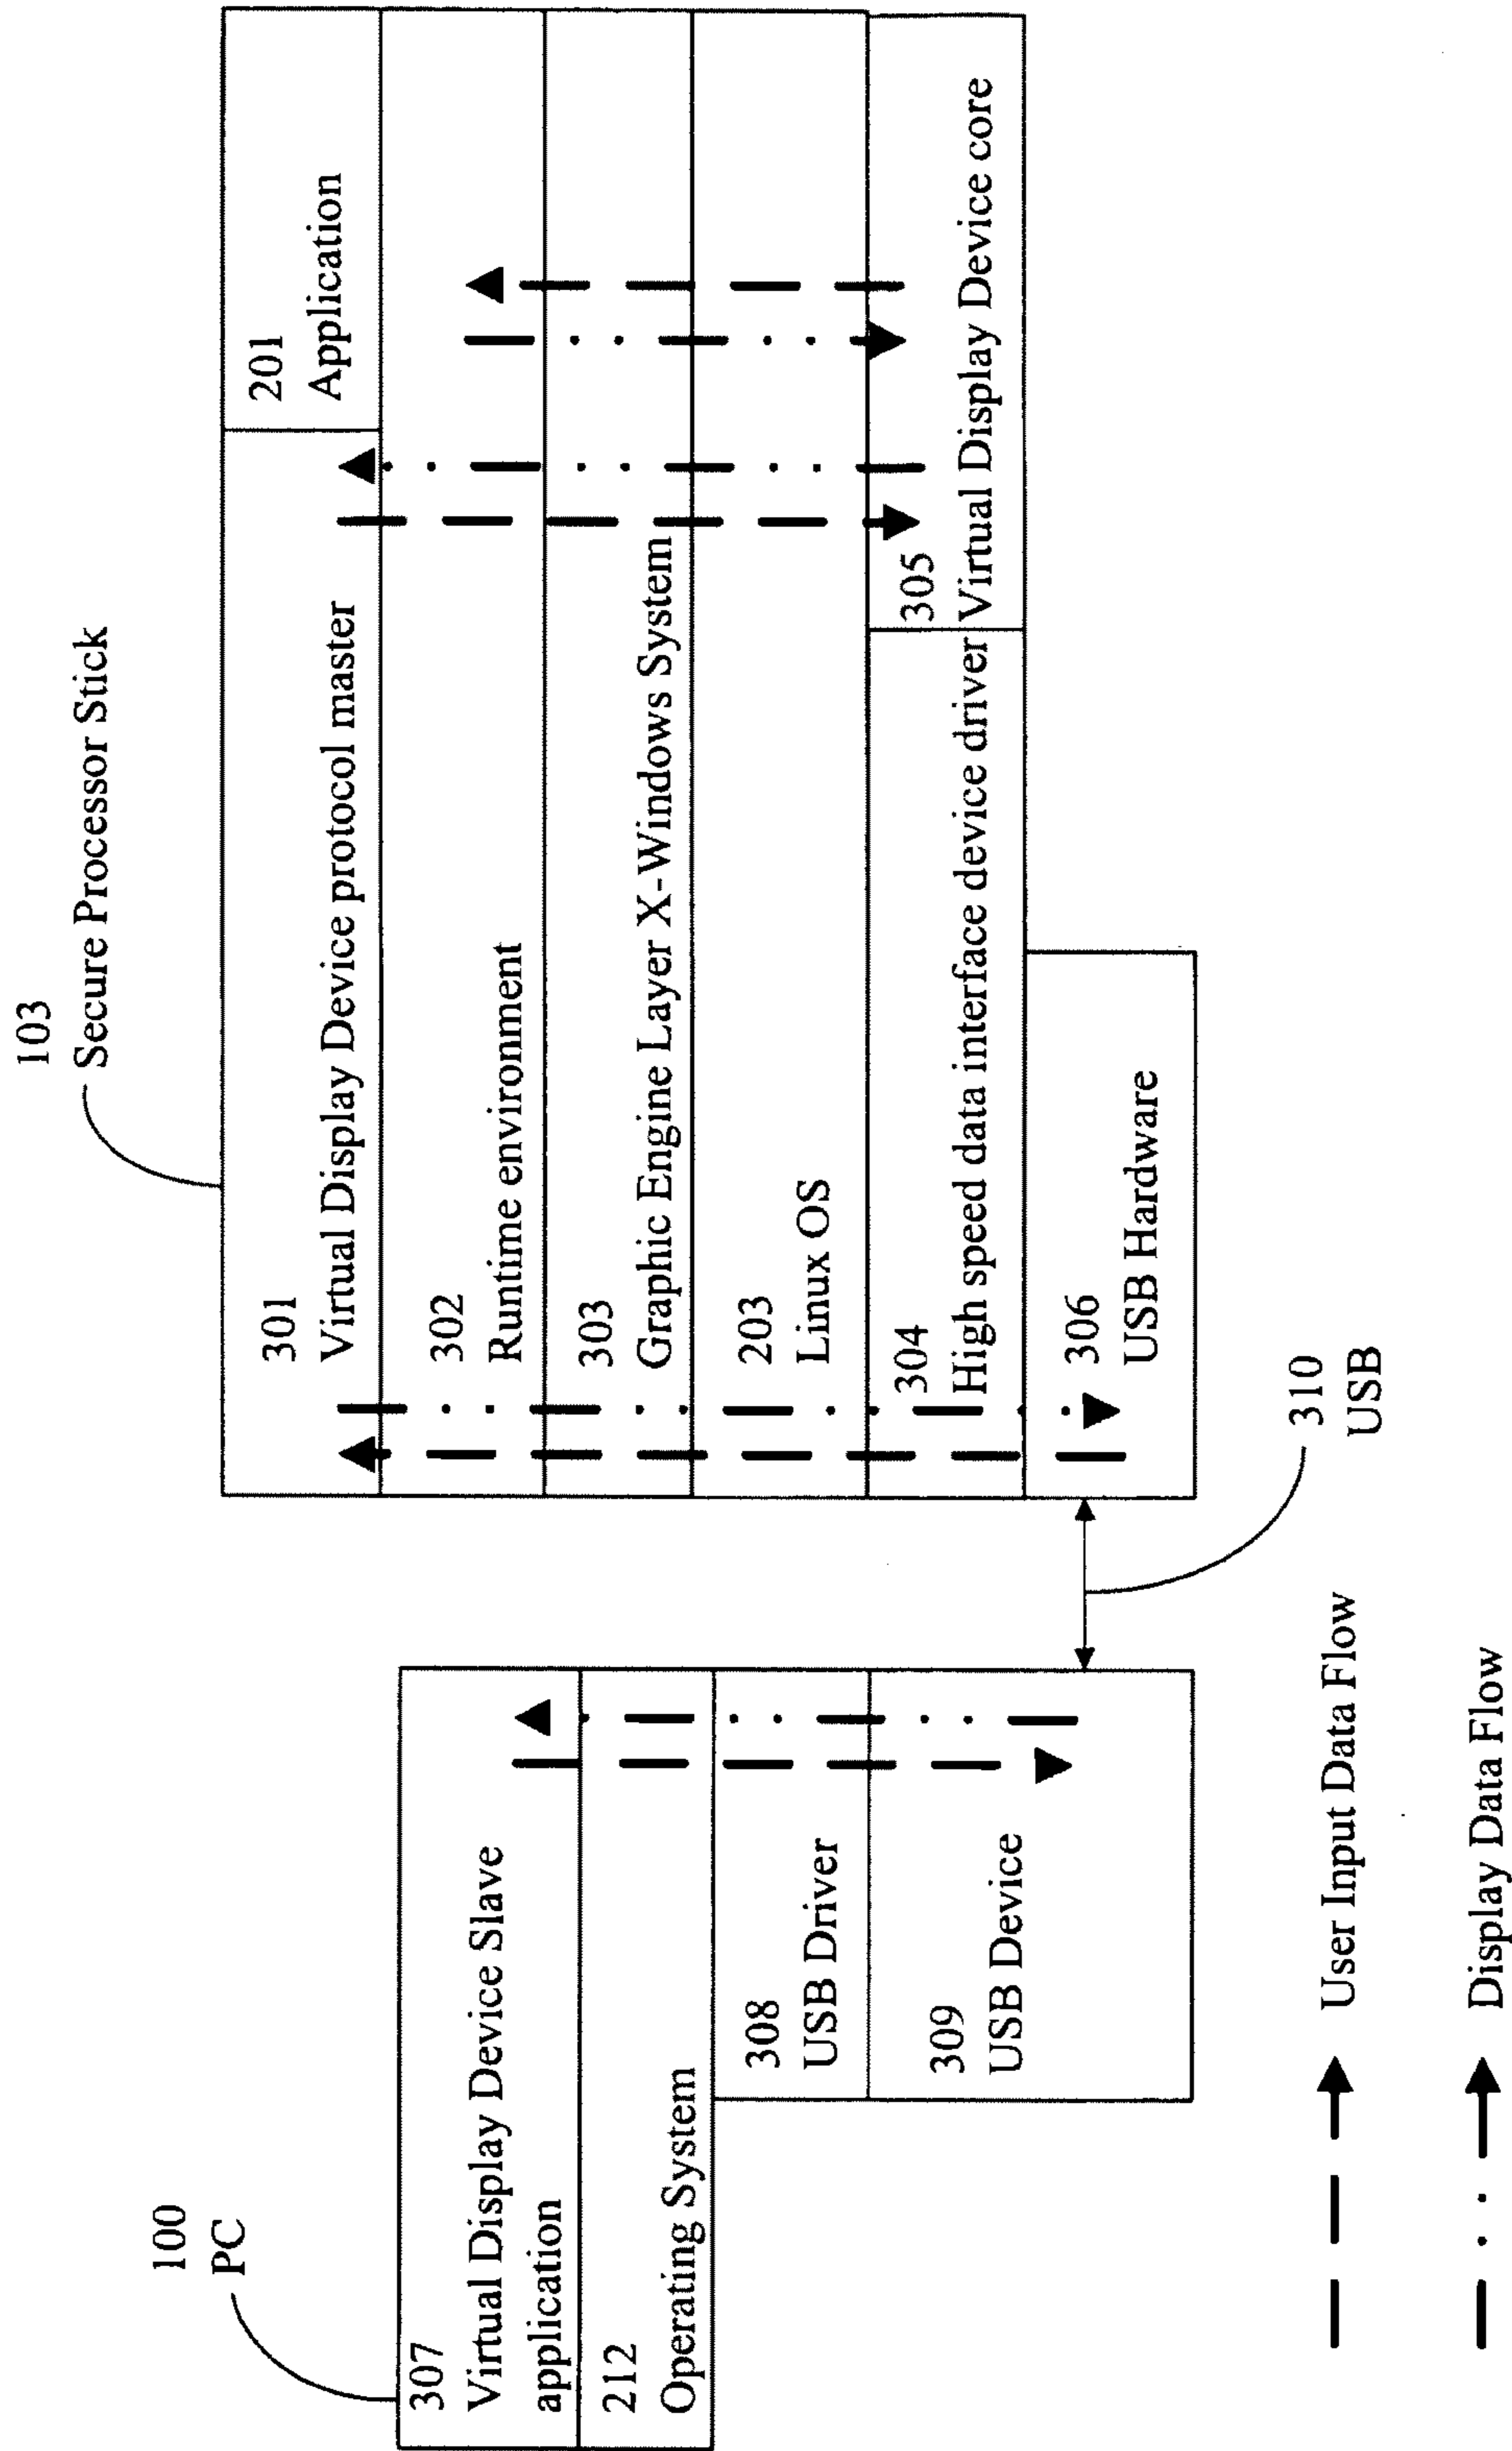 103
Secure Processor Stick
301
Virtual Display Device protocol master
201
Application
302
Runtime environment
303
Graphic Engine Layer X-Windows System
203
Linux OS
304
High speed data interface device driver
305
Virtual Display Device core
306
USB Hardware
310
USB
100
PC
307
Virtual Display Device Slave
application
212
Operating System
308
USB Driver
309
USB Device
User Input Data Flow
Display Data Flow